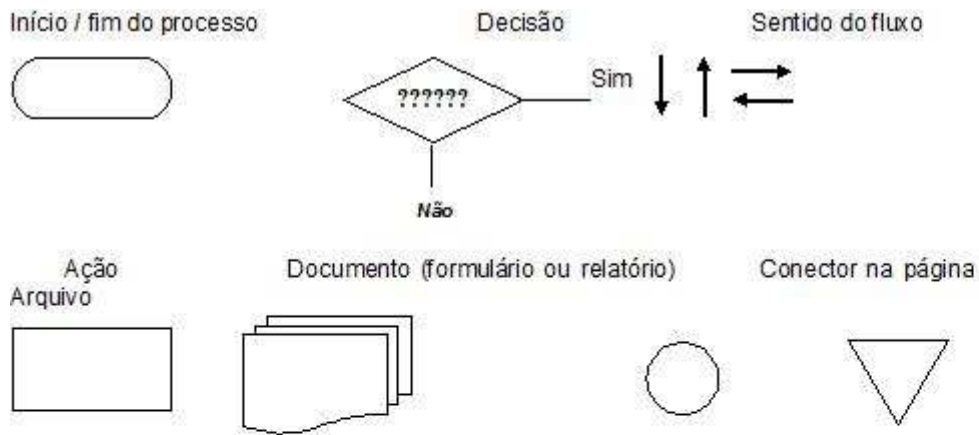 Início / fim do processo
Decisão
Sentido do fluxo
??????
Sim
Não
Ação
Arquivo
Documento (formulário ou relatório)
Conector na página